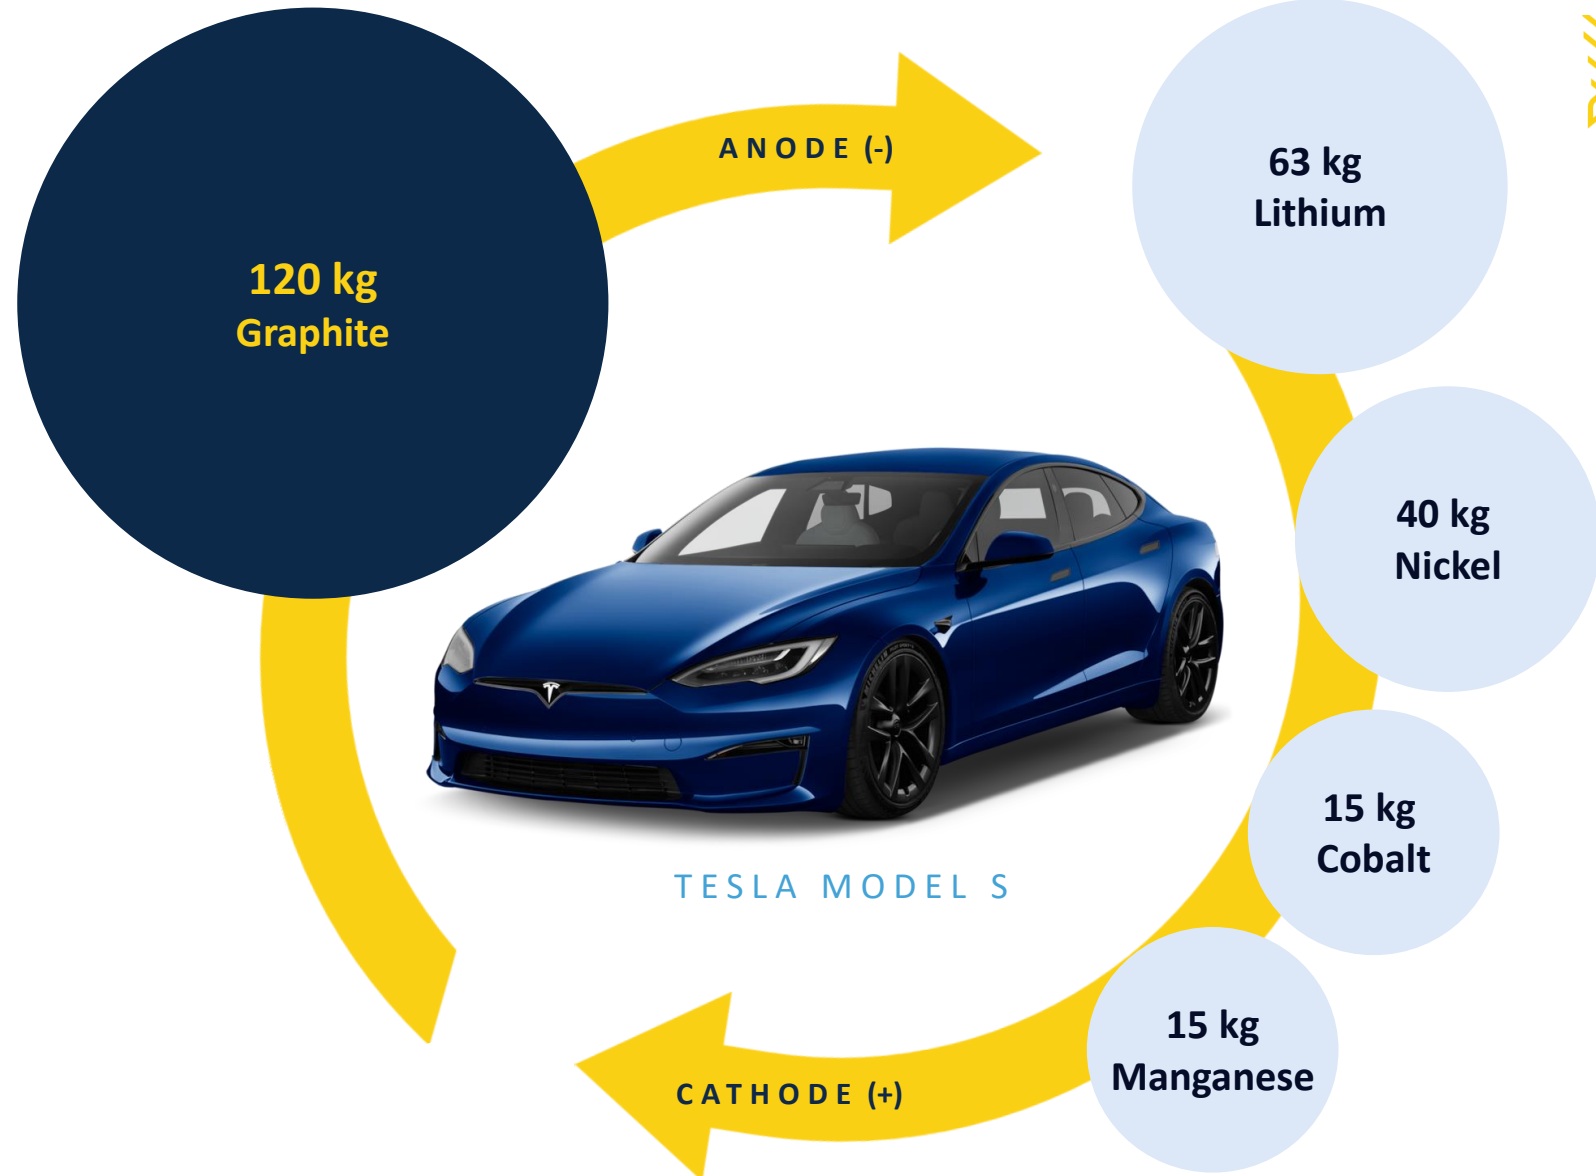 ANODE (-)
63 kg
Lithium
120 kg
Graphite
40 kg
Nickel
15 kg
Cobalt
TESLA MODEL S
15 kg
Manganese
CATHODE (+)